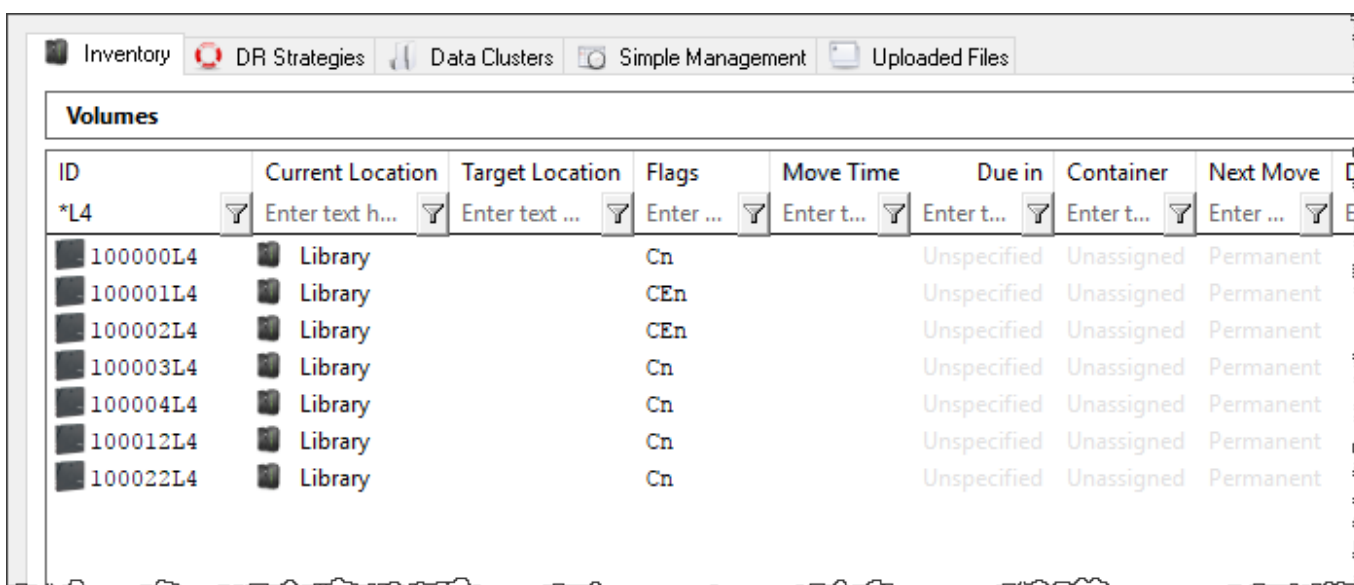 Inventory DR Strategies Data Clusters Simple Management Uploaded Files
Volumes
ID Current Location Target Location Flags Move Time Due in Container Next Move
*L4 Enter text h... Enter text ... Enter ... Enter t... Enter t... Enter t... Enter ...
100000L4 Library Cn Unspecified Unassigned Permanent
100001L4 Library CEn Unspecified Unassigned Permanent
100002L4 Library CEn Unspecified Unassigned Permanent
100003L4 Library Cn Unspecified Unassigned Permanent
100004L4 Library Cn Unspecified Unassigned Permanent
100012L4 Library Cn Unspecified Unassigned Permanent
100022L4 Library Cn Unspecified Unassigned Permanent